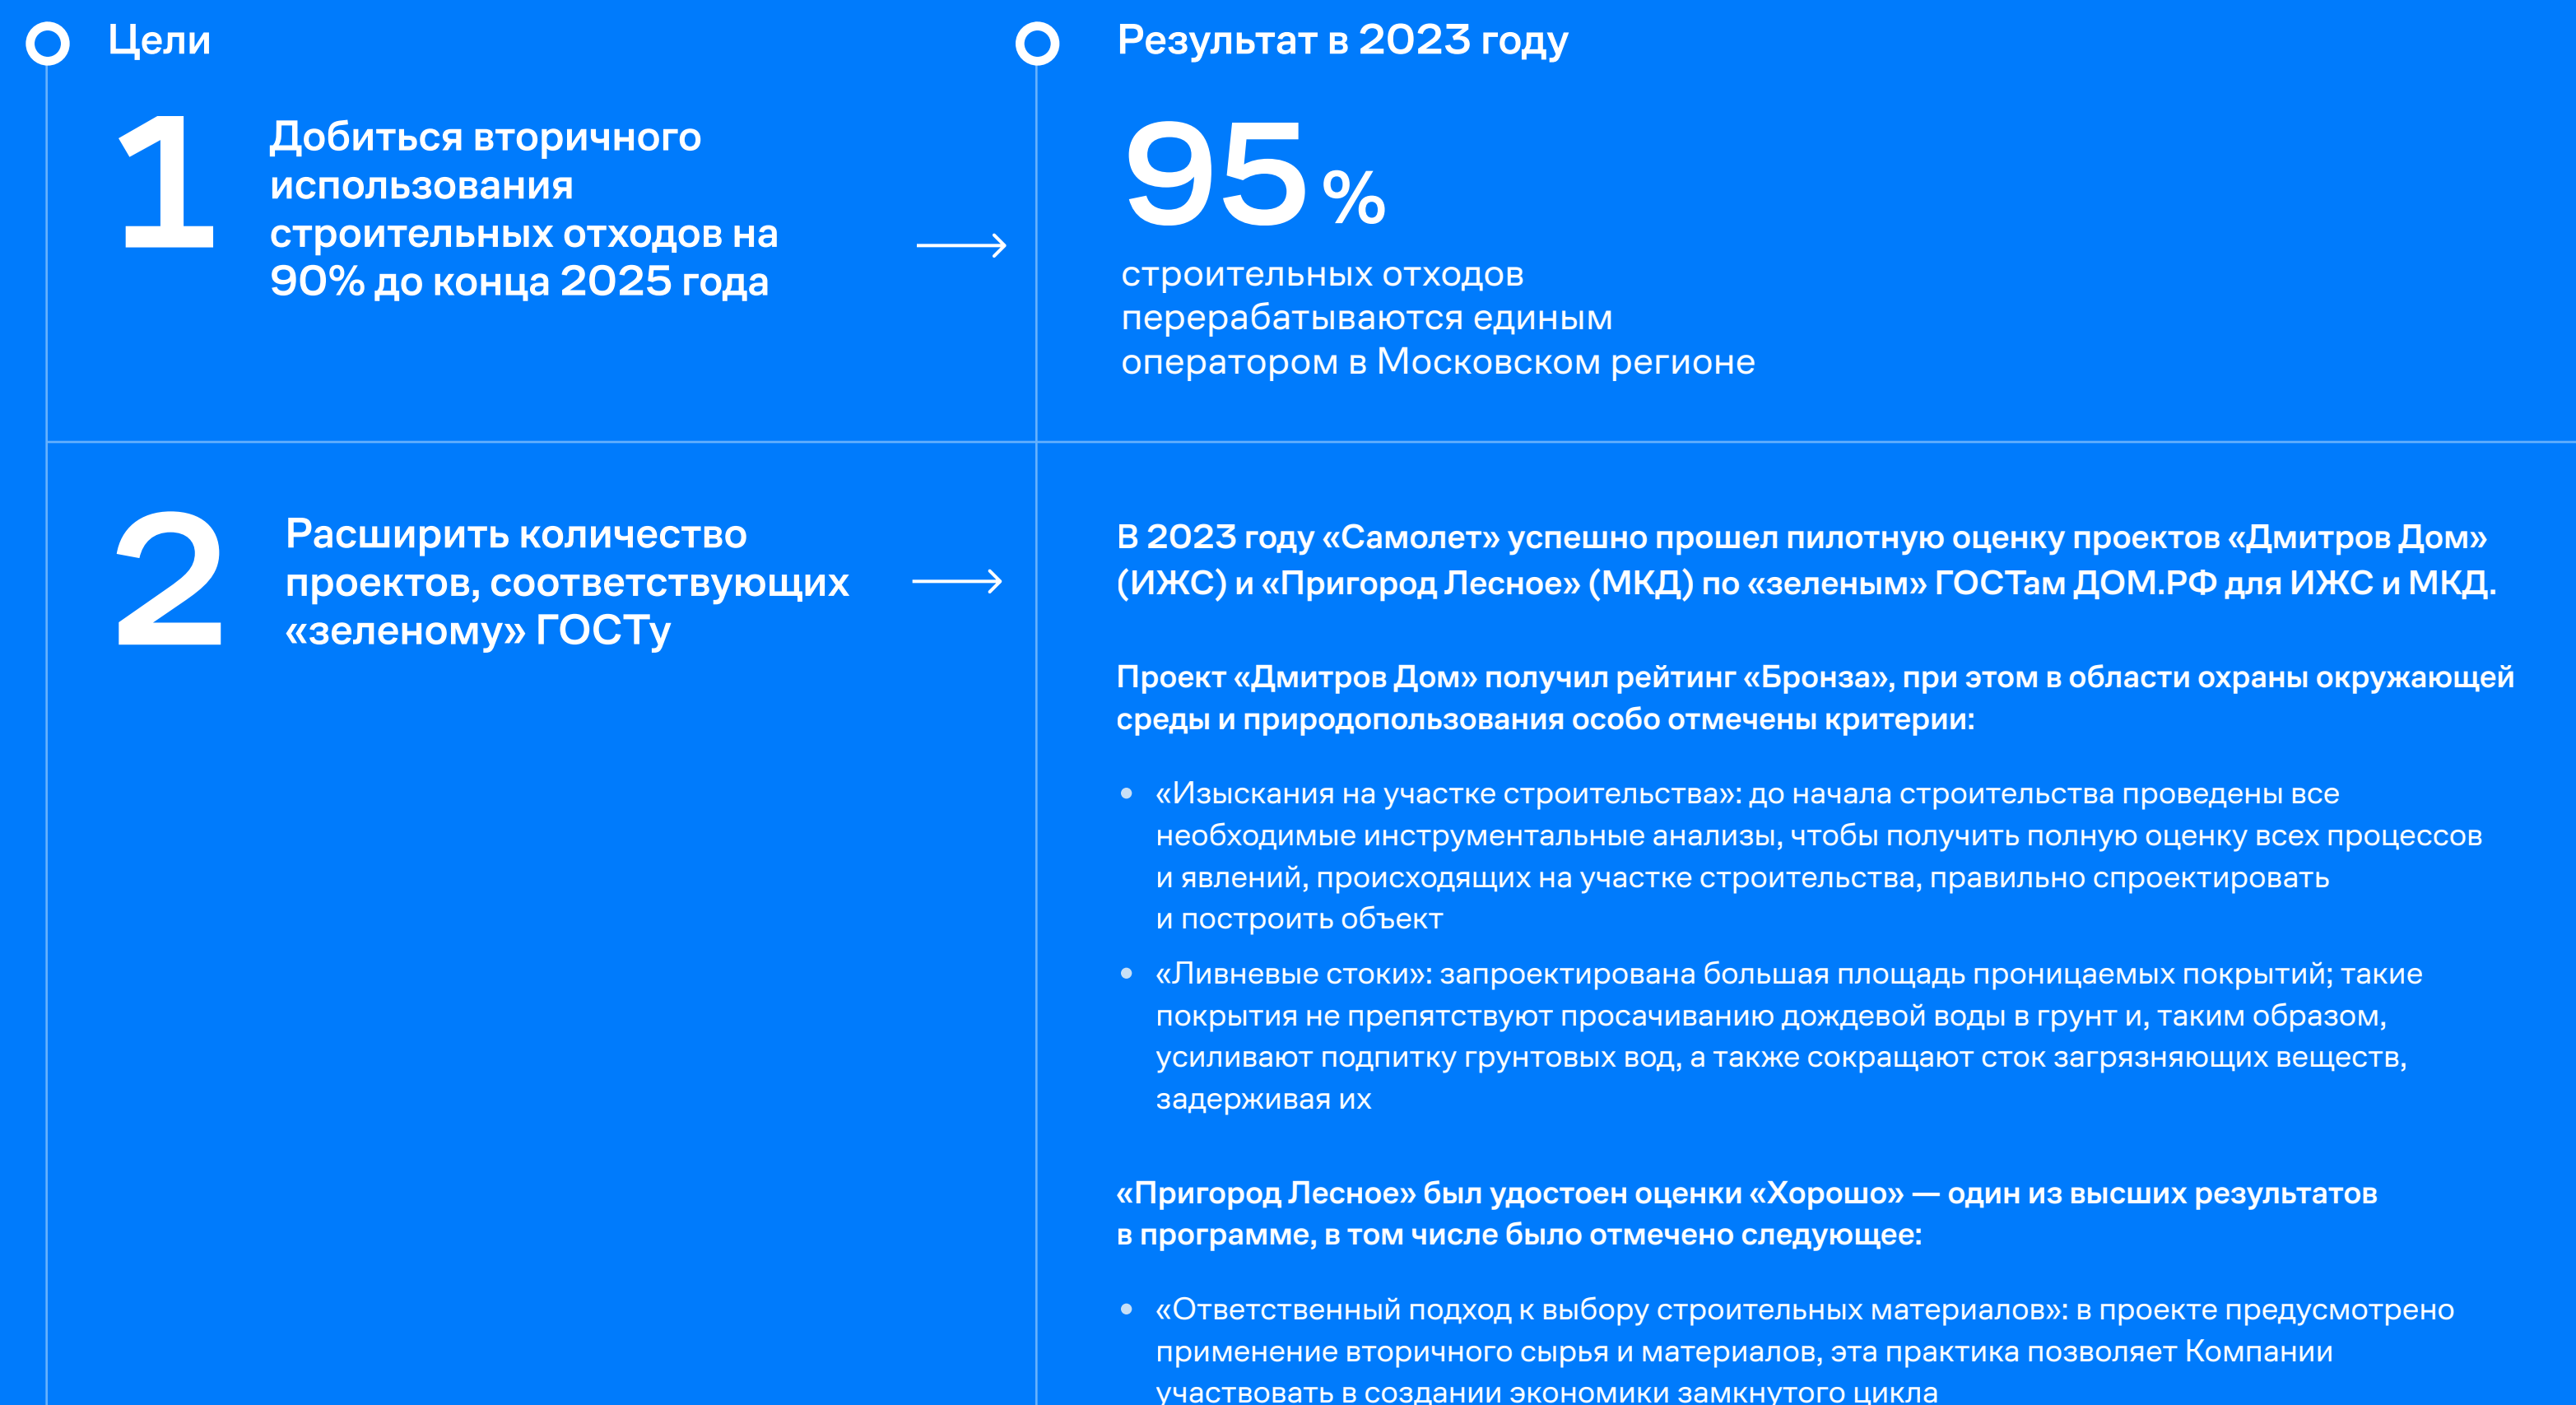 Цели
Результат в 2023 году
1
Добиться вторичного
использования
строительных отходов на
90% до конца 2025 года
95 %
строительных отходов
перерабатываются единым
оператором в Московском регионе
2
Расширить количество
проектов, соответствующих
«зеленому» ГОСТу
В 2023 году «Самолет» успешно прошел пилотную оценку проектов «Дмитров Дом»
(ИЖС) и «Пригород Лесное» (МКД) по «зеленым» ГОСТам ДОМ.РФ для ИЖС и МКД.
Проект «Дмитров Дом» получил рейтинг «Бронза», при этом в области охраны окружающей
среды и природопользования особо отмечены критерии:
• «Изыскания на участке строительства»: до начала строительства проведены все
необходимые инструментальные анализы, чтобы получить полную оценку всех процессов
и явлений, происходящих на участке строительства, правильно спроектировать
и построить объект
• «Ливневые стоки»: запроектирована большая площадь проницаемых покрытий; такие
покрытия не препятствуют просачиванию дождевой воды в грунт и, таким образом,
усиливают подпитку грунтовых вод, а также сокращают сток загрязняющих веществ,
задерживая их
«Пригород Лесное» был удостоен оценки «Хорошо» — один из высших результатов
в программе, в том числе было отмечено следующее:
• «Ответственный подход к выбору строительных материалов»: в проекте предусмотрено
применение вторичного сырья и материалов, эта практика позволяет Компании
участвовать в создании экономики замкнутого цикла